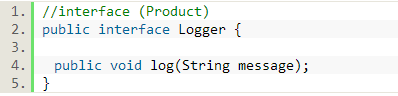 1. //interface (Product)
2. public interface Logger {
3.
4. public void log(String message);
5. }